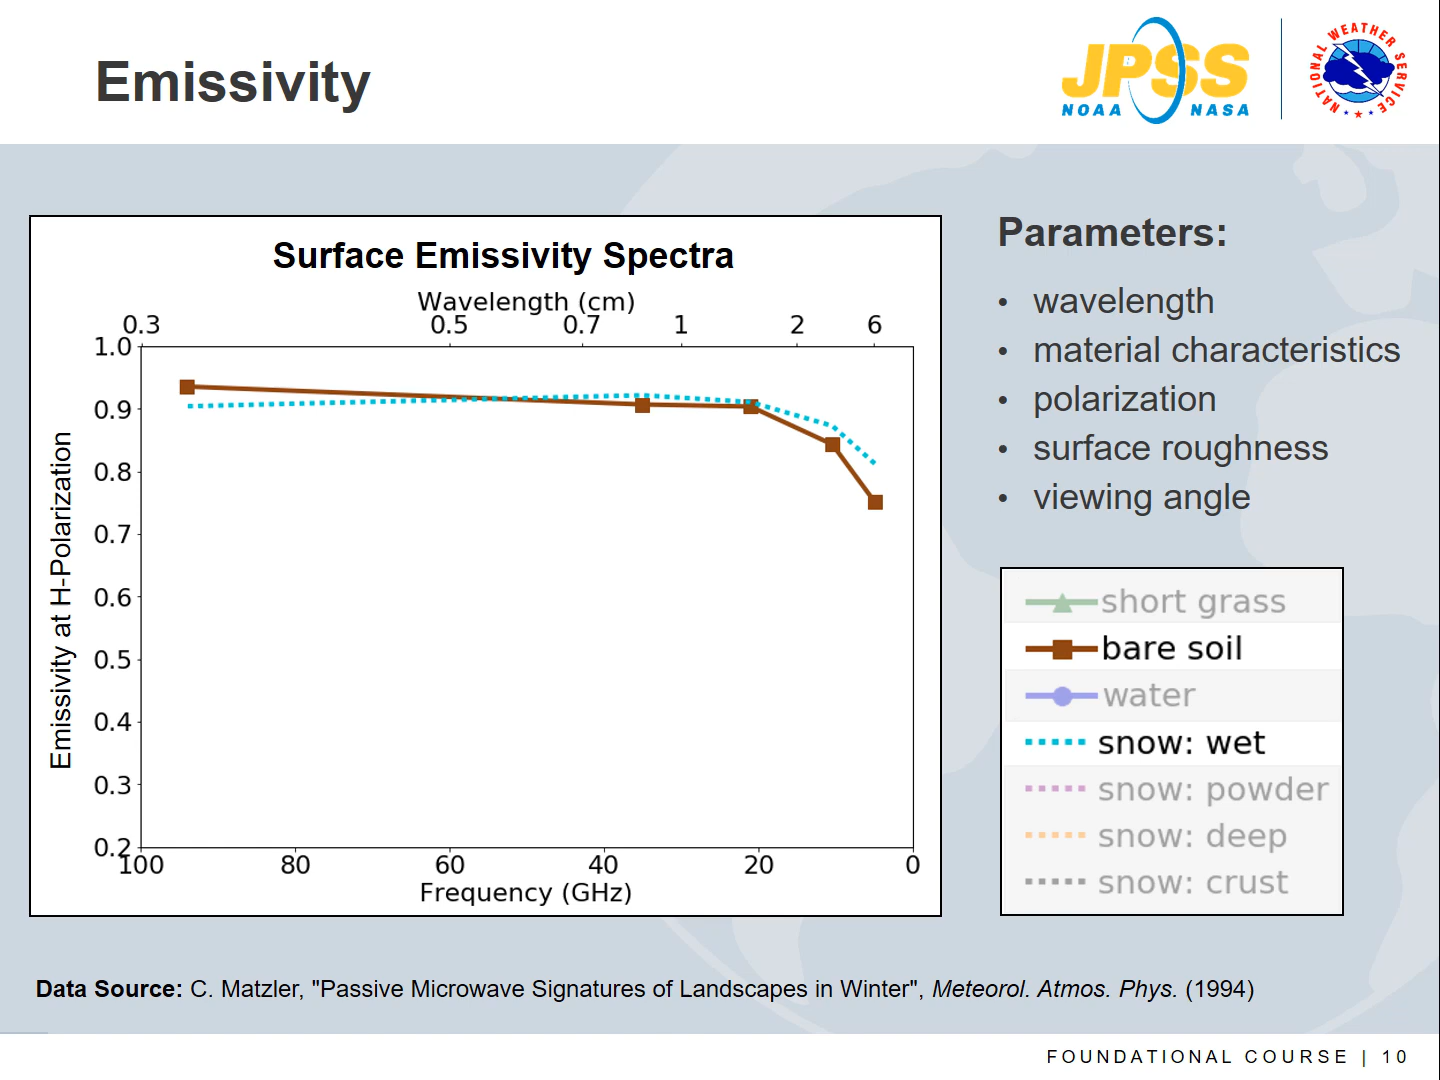 Emissivity
JPSS
NOAA NASA
NATIONAL WEATHER SERVICE
Surface Emissivity Spectra
Wavelength (cm)
0.3 0.5 0.7 1 2 6
1.0
0.9
0.8
0.7
0.6
0.5
0.4
0.3
0.2
Emissivity at H-Polarization
100 80 60 40 20 0
Frequency (GHz)
Parameters:
• wavelength
• material characteristics
• polarization
• surface roughness
• viewing angle
short grass
bare soil
water
snow: wet
snow: powder
snow: deep
snow: crust
Data Source: C. Matzler, "Passive Microwave Signatures of Landscapes in Winter", Meteorol. Atmos. Phys. (1994)
FOUNDATIONAL COURSE | 10